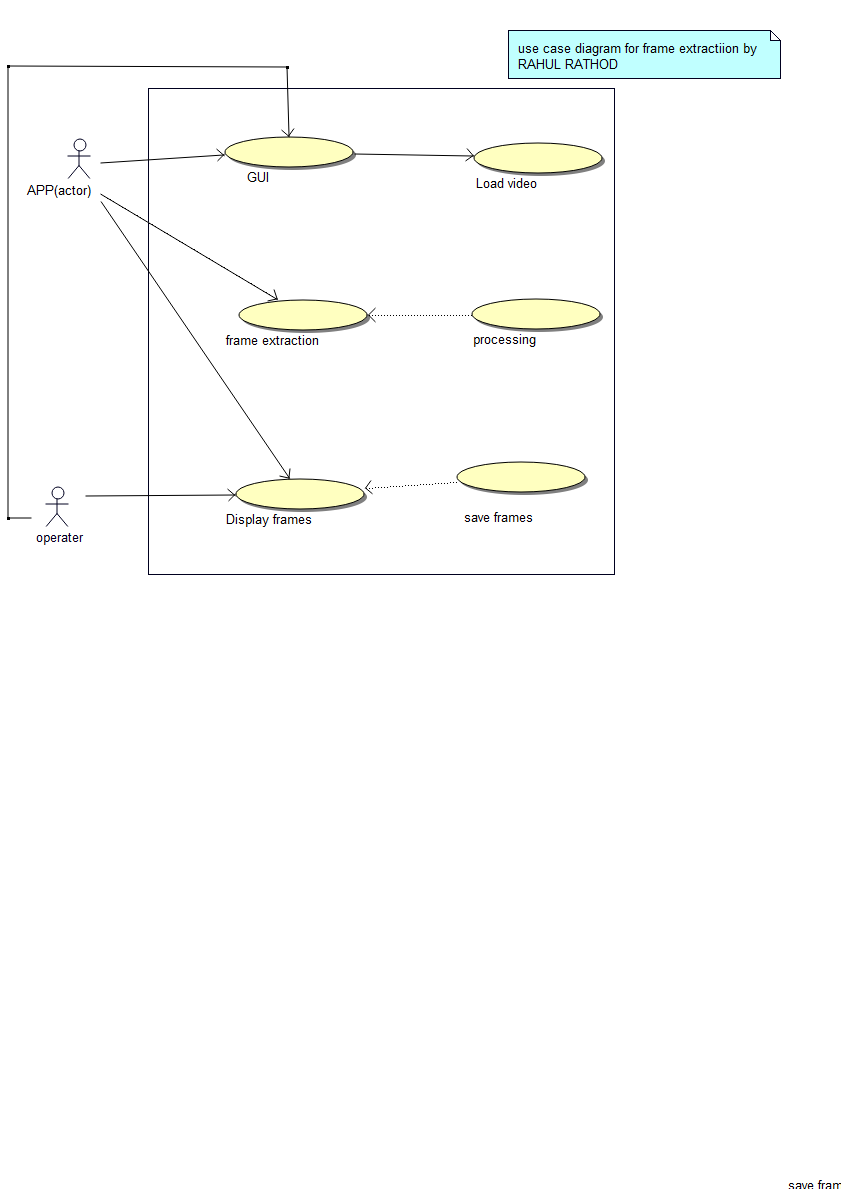 use case diagram for frame extractiion by
RAHUL RATHOD
APP(actor)
GUI
Load video
frame extraction
processing
operater
Display frames
save frames
save fram